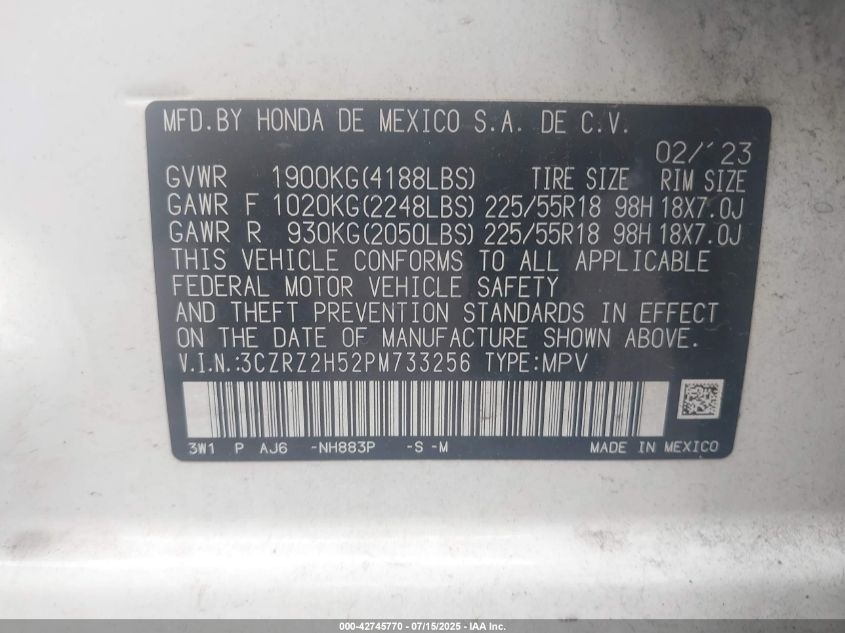 MFD.BY HONDA DE MEXICO S.A. DE C.V.
02/'23
GVWR 1900KG(4188LBS) TIRE SIZE RIM SIZE
GAWR F 1020KG(2248LBS) 225/55R18 98H 18X7.0J
GAWR R 930KG(2050LBS) 225/55R18 98H 18X7.0J
THIS VEHICLE CONFORMS TO ALL APPLICABLE
FEDERAL MOTOR VEHICLE SAFETY
AND THEFT PREVENTION STANDARDS IN EFFECT
ON THE DATE OF MANUFACTURE SHOWN ABOVE.
V.I.N.:3CZRZ2H52PM733256 TYPE:MPV
3W1 P AJ6 -NH883P -S -M MADE IN MEXICO
000-42745770 - 07/15/2025 - IAA Inc.